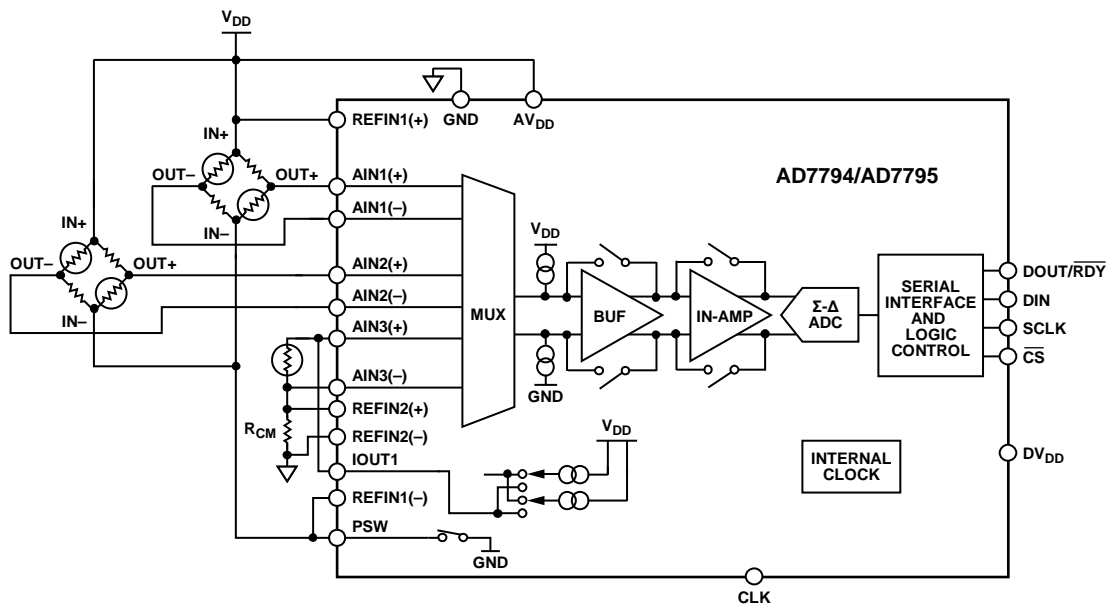 VDD
GND
AVDD
REFIN1(+)
IN+
OUT–
OUT+
AIN1(+)
AD7794/AD7795
AIN1(–)
IN–
IN+
VDD
OUT–
OUT+
AIN2(+)
DOUT/RDY
AIN2(–)
MUX
BUF
IN-AMP
Σ-Δ
ADC
SERIAL
INTERFACE
AND
LOGIC
CONTROL
DIN
SCLK
CS
IN–
AIN3(+)
AIN3(–)
GND
REFIN2(+)
RCM
REFIN2(–)
VDD
IOUT1
INTERNAL
CLOCK
DVDD
REFIN1(–)
PSW
GND
CLK